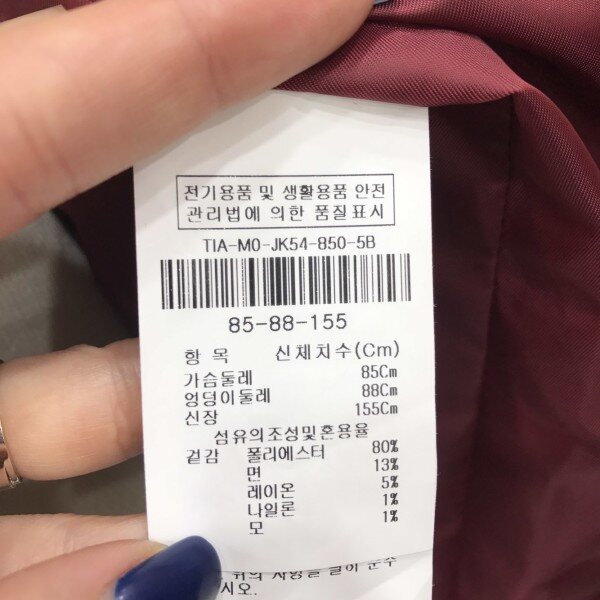 전기용품 및 생활용품 안전
관리법에 의한 품질표시
TIA-MO-JK54-850-5B
85-88-155
항 목 신체치수(Cm)
가슴둘레 85Cm
엉덩이둘레 88Cm
신장 155Cm
섬유의조성및혼용율
겉감 폴리에스터 80%
면 13%
레이온 5%
나일론 1%
모 1%